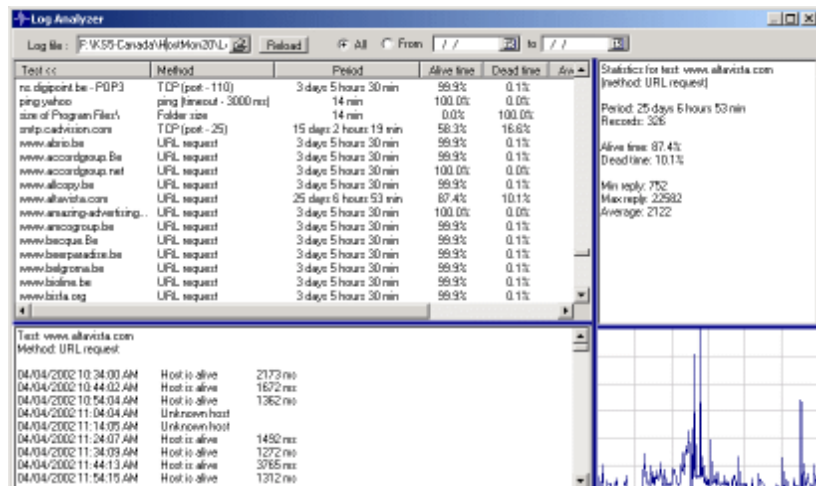 Log Analyzer
Log file : F:\KS5-Canada\HostMon20\L Reload All From / / to / /
Test << Method Period Alive time Dead time
ns.digipoint.be - POP3 TCP (port - 110) 3 days 5 hours 30 min 99.9% 0.1%
ping yahoo ping (timeout - 3000 ms) 14 min 100.0% 0.0%
size of Program Files\ Folder size 14 min 0.0% 100.0%
smtp.cadvision.com TCP (port - 25) 15 days 2 hours 19 min 58.3% 16.6%
www.abrio.be URL request 3 days 5 hours 30 min 99.9% 0.1%
www.accordgroup.Be URL request 3 days 5 hours 30 min 99.9% 0.1%
www.accordgroup.net URL request 3 days 5 hours 30 min 100.0% 0.0%
www.allcopy.be URL request 3 days 5 hours 30 min 99.9% 0.1%
www.altavista.com URL request 25 days 6 hours 53 min 87.4% 10.1%
www.amazing-advertising... URL request 3 days 5 hours 30 min 100.0% 0.0%
www.amcogroup.be URL request 3 days 5 hours 30 min 99.9% 0.1%
www.becque.Be URL request 3 days 5 hours 30 min 99.9% 0.1%
www.beerparadise.be URL request 3 days 5 hours 30 min 99.9% 0.1%
www.belgroma.be URL request 3 days 5 hours 30 min 99.9% 0.1%
www.bioline.be URL request 3 days 5 hours 30 min 99.9% 0.1%
www.bista.org URL request 3 days 5 hours 30 min 99.9% 0.1%
Statistics for test: www.altavista.com
(method: URL request)
Period: 25 days 6 hours 53 min
Records: 326
Alive time: 87.4%
Dead time: 10.1%
Min reply: 752
Max reply: 22582
Average: 2122
Test: www.altavista.com
Method: URL request
04/04/2002 10:34:00 AM Host is alive 2173 ms
04/04/2002 10:44:02 AM Host is alive 1672 ms
04/04/2002 10:54:04 AM Host is alive 1362 ms
04/04/2002 11:04:04 AM Unknown host
04/04/2002 11:14:05 AM Unknown host
04/04/2002 11:24:07 AM Host is alive 1492 ms
04/04/2002 11:34:09 AM Host is alive 1272 ms
04/04/2002 11:44:13 AM Host is alive 3765 ms
04/04/2002 11:54:15 AM Host is alive 1312 ms